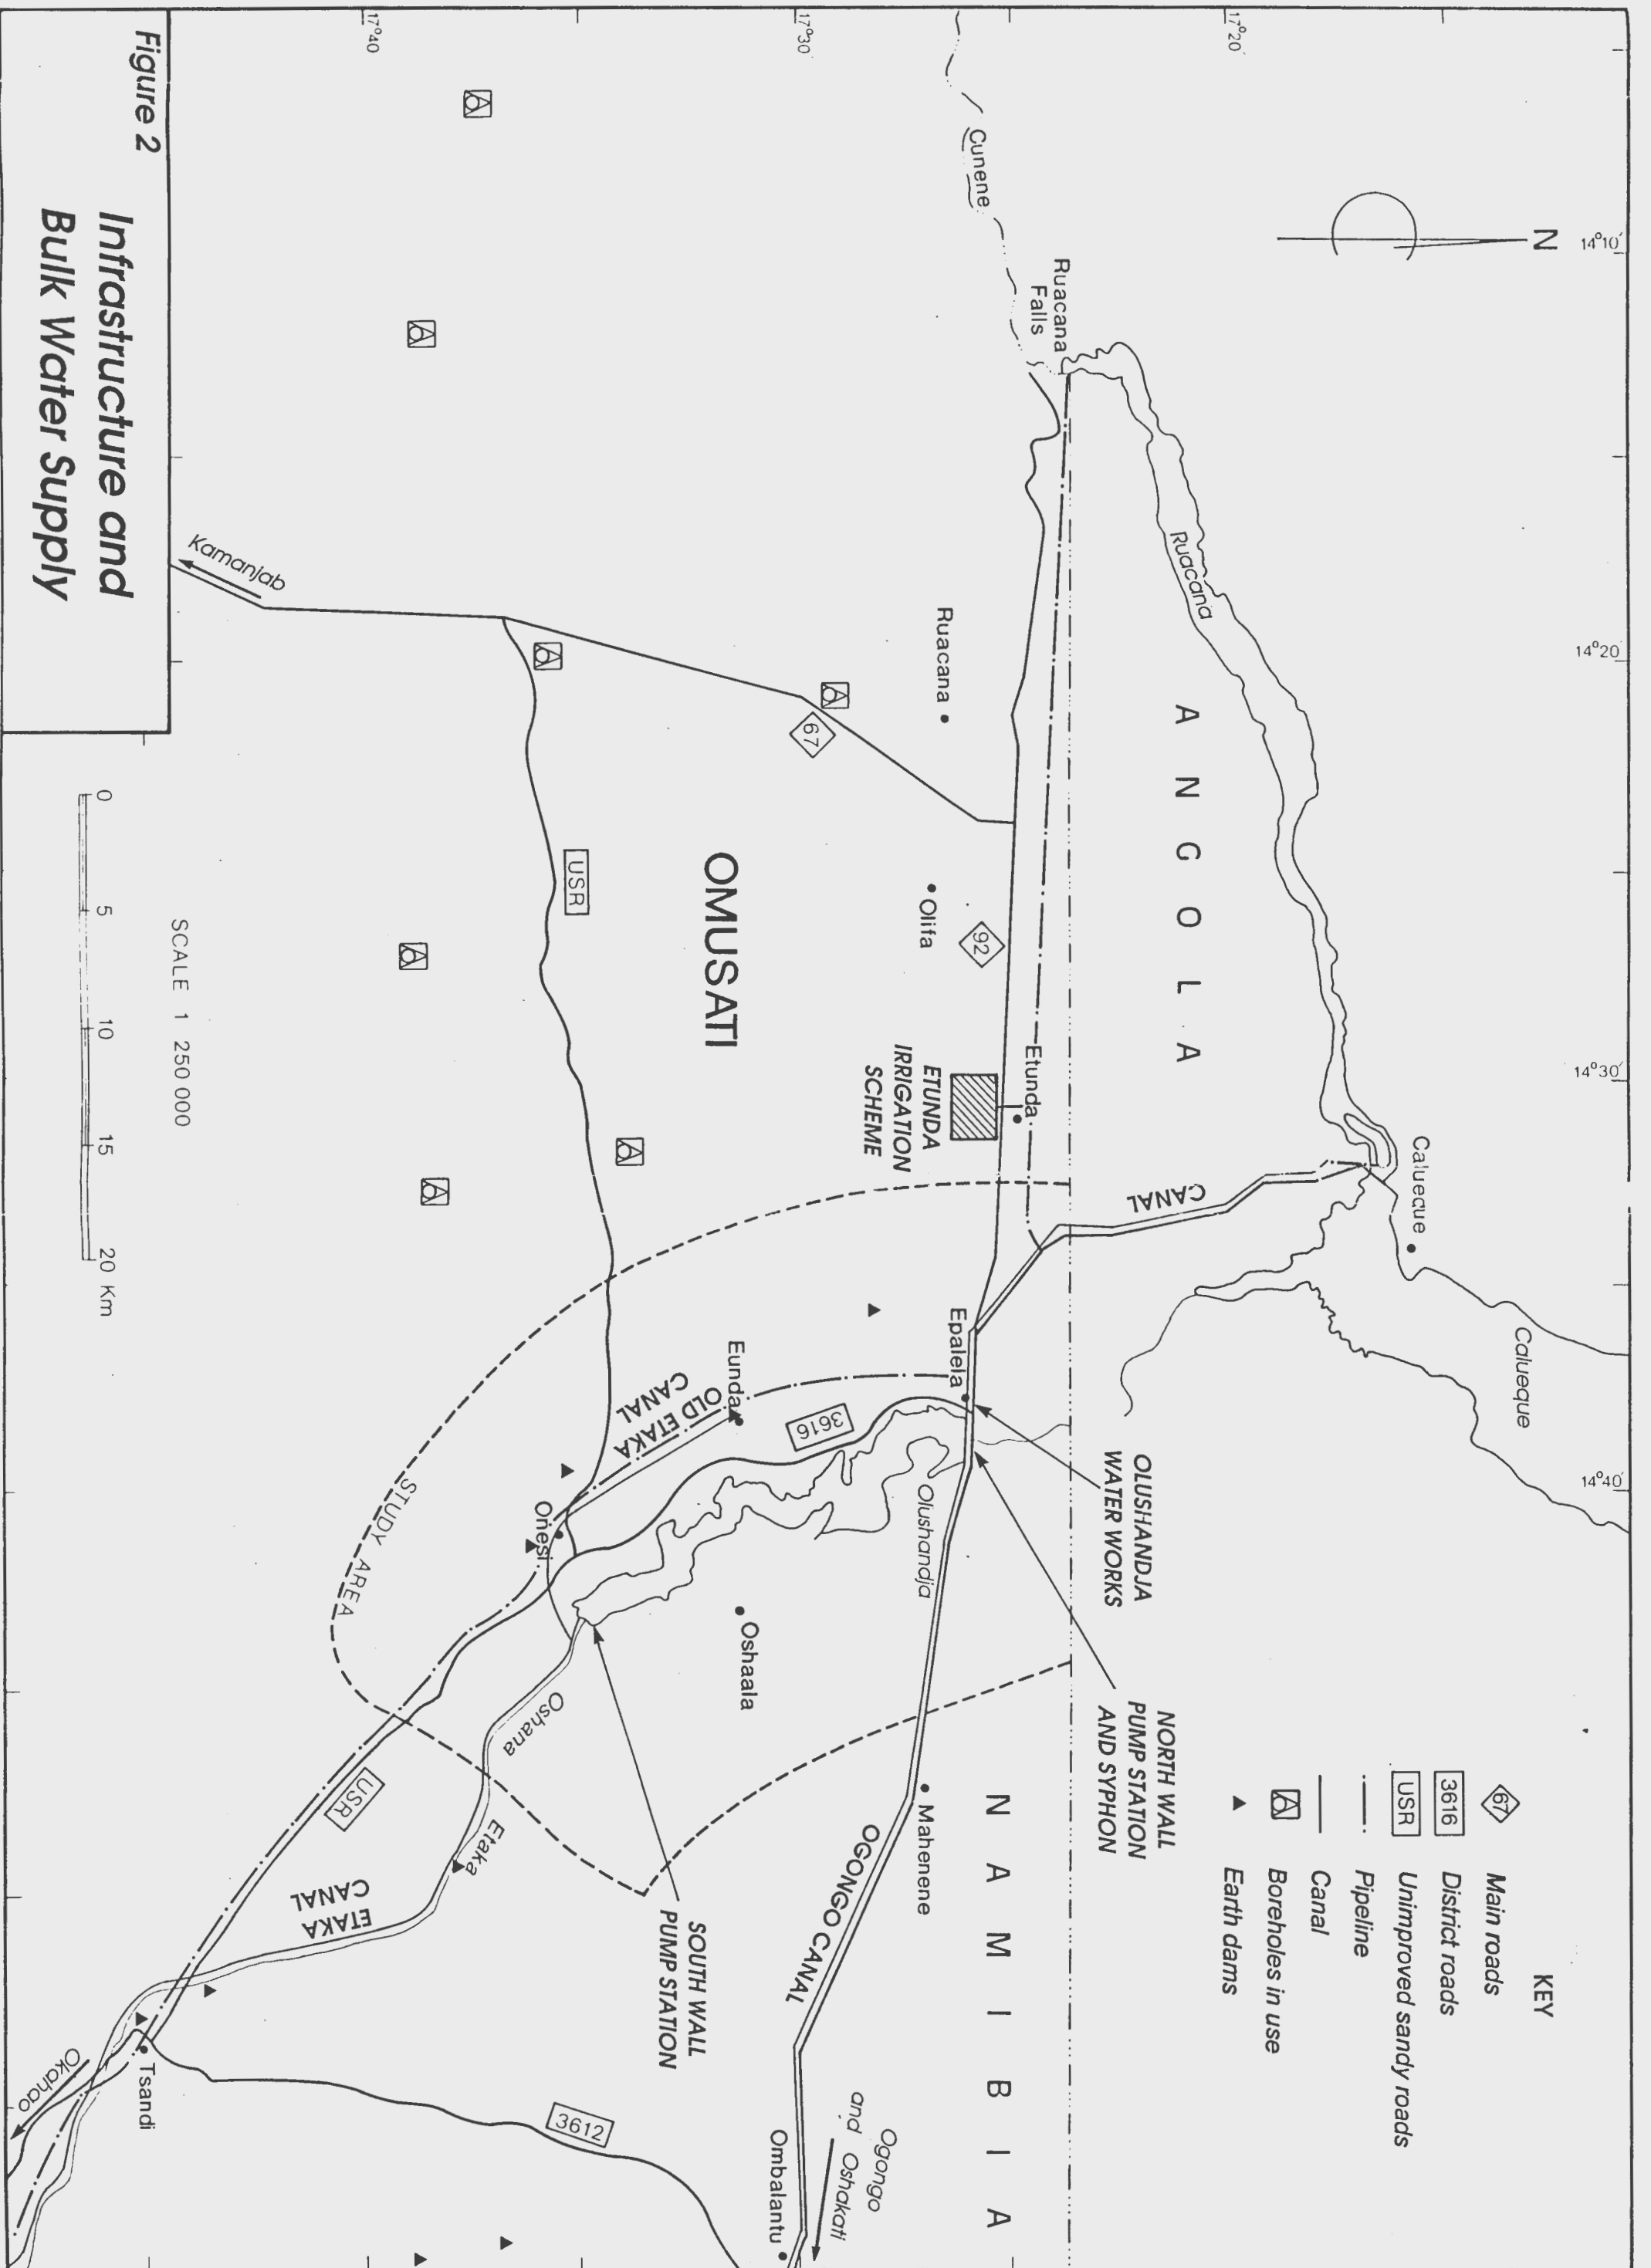 14°10'
14°20'
14°30'
14°40'
17°20'
17°30'
17°40'
N
Calueque
Calueque
Ruacana
A N G O L A
CANAL
Cunene
Ruacana
Falls
Ruacana
Olifa
92
67
Etunda
ETUNDA
IRRIGATION
SCHEME
OMUSATI
USR
Kamanjab
Epalela
OLUSHANDJA
WATER WORKS
NORTH WALL
PUMP STATION
AND SYPHON
Olushandja
3616
Eunda
OLD ETAKA
CANAL
Onesi
Oshaala
Oshana
Etaka
STUDY AREA
USR
ETAKA
CANAL
SOUTH WALL
PUMP STATION
Mahenene
OGONGO CANAL
N A M I B I A
Ogongo
and Oshakati
Ombalantu
3612
Tsandi
Okahao
KEY
67 Main roads
3616 District roads
USR Unimproved sandy roads
Pipeline
Canal
Boreholes in use
Earth dams
SCALE 1 250 000
0 5 10 15 20 Km
Figure 2
Infrastructure and
Bulk Water Supply